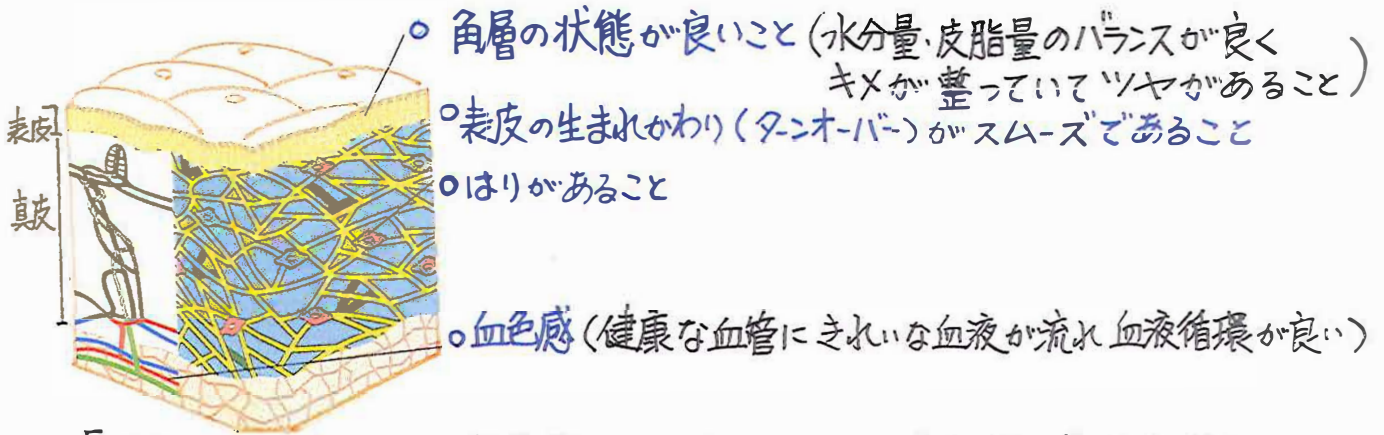 角層の状態が良いこと(水分量・皮脂量のバランスが良く
キメが整っていてツヤがあること)
表皮の生まれかわり(ターンオーバー)がスムーズであること
表皮
はりがあること
真皮
血色感(健康な血管にきれいな血液が流れ 血液循環が良い)